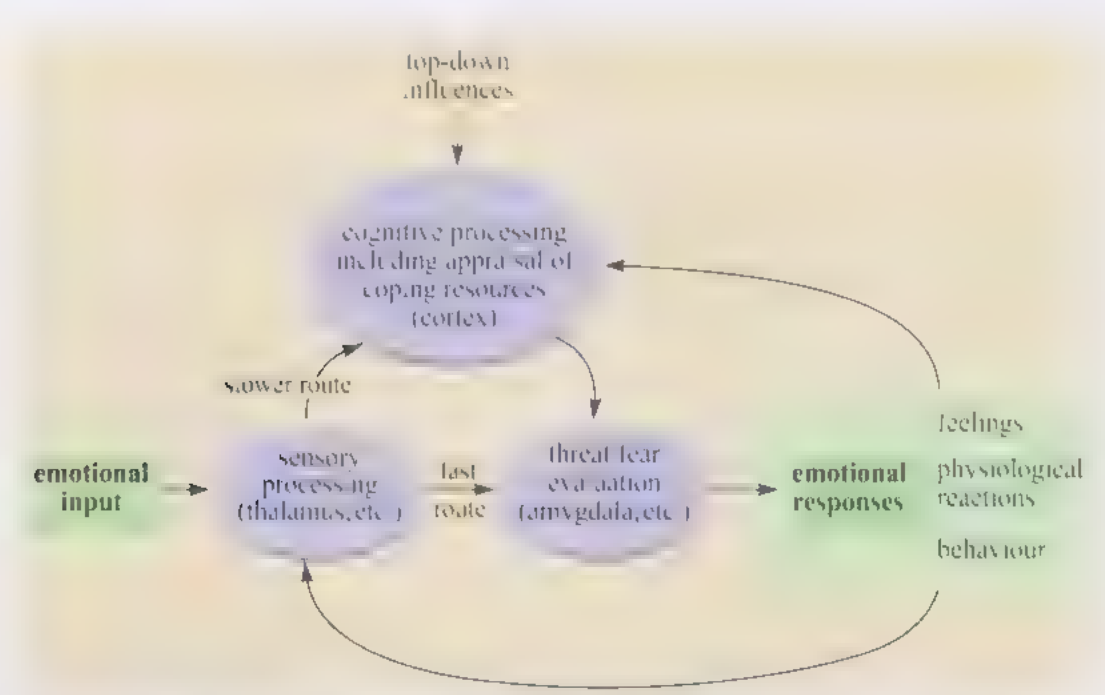 top-down
influences
cognitive processing
including appraisal of
coping resources
(cortex)
slower route
emotional
input
sensory
processing
(thalamus, etc.)
fast
route
threat fear
evaluation
(amygdala, etc.)
emotional
responses
feelings
physiological
reactions
behaviour